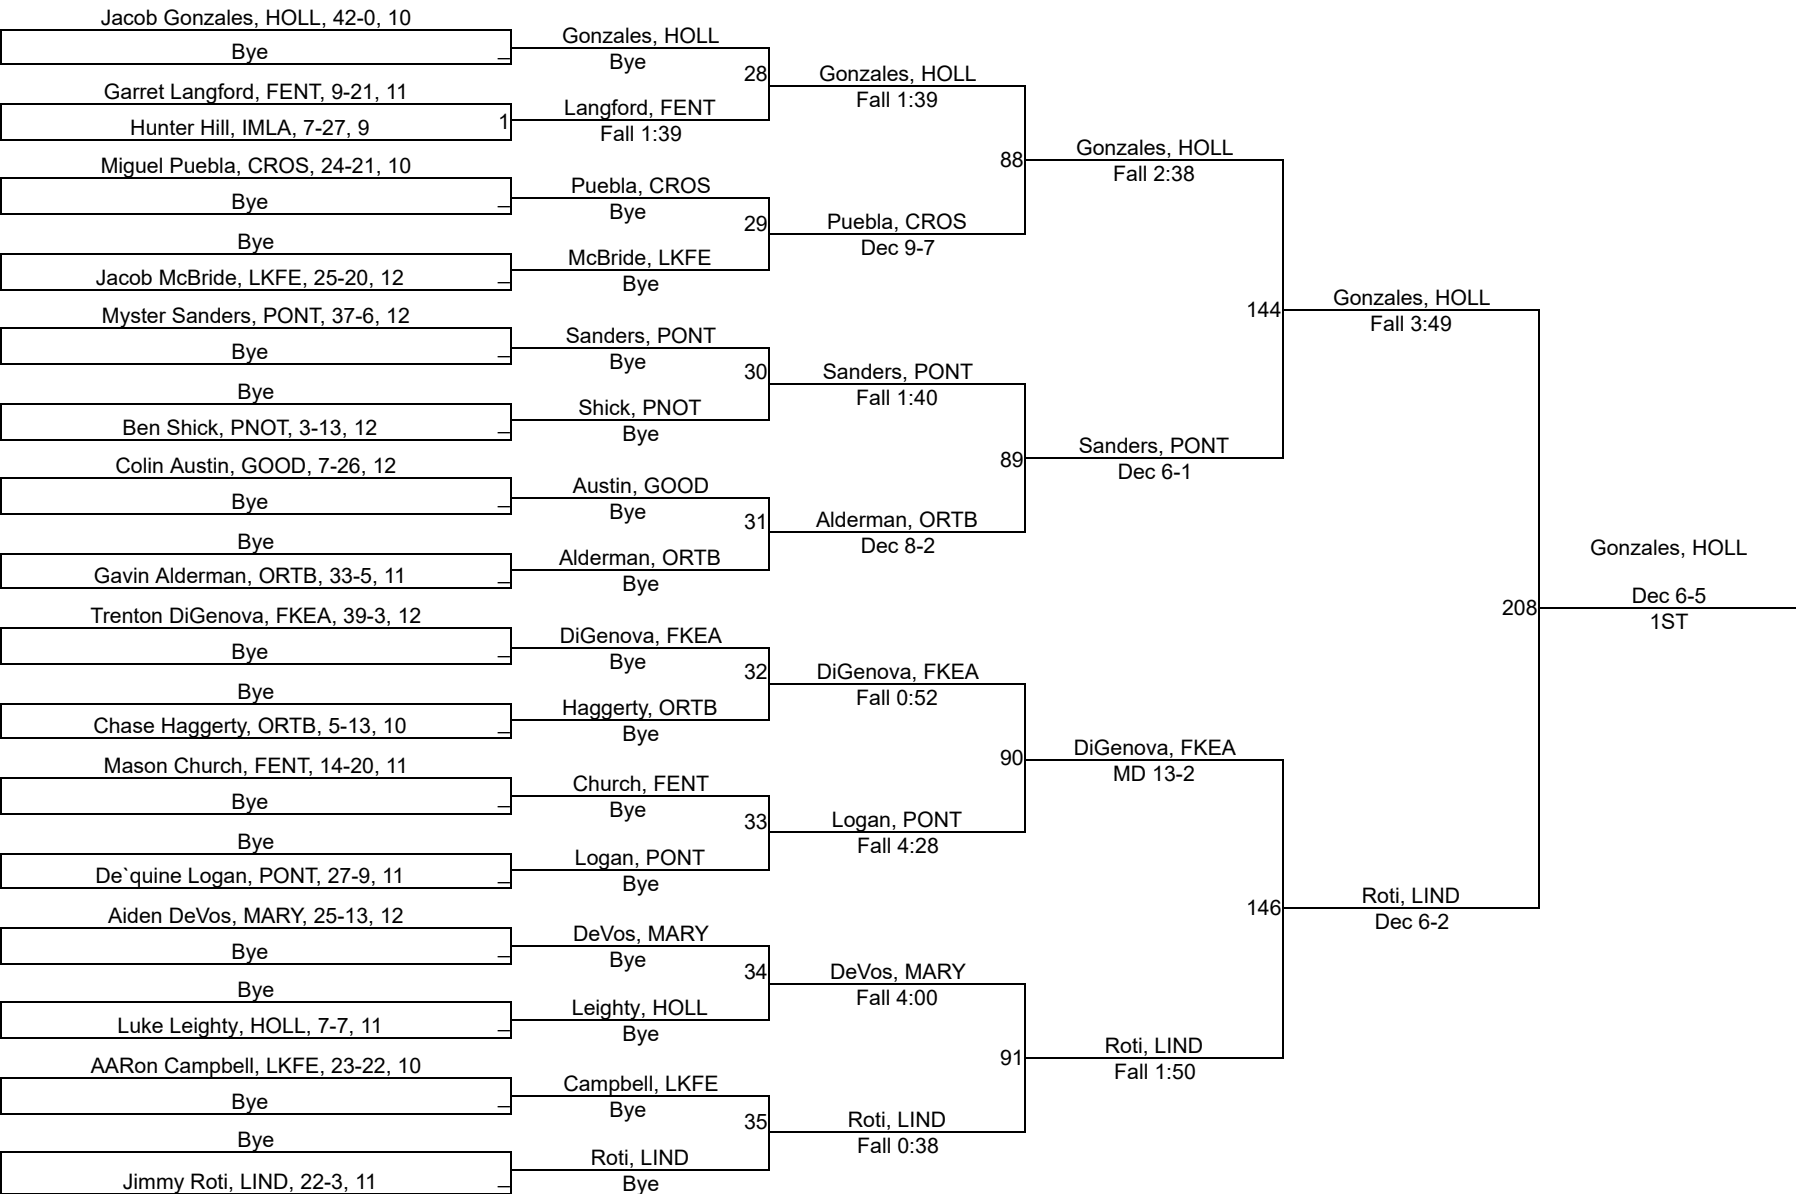 Jacob Gonzales, HOLL, 42-0, 10
Bye
Garret Langford, FENT, 9-21, 11
1
Hunter Hill, IMLA, 7-27, 9
Miguel Puebla, CROS, 24-21, 10
Bye
Bye
Jacob McBride, LKFE, 25-20, 12
Myster Sanders, PONT, 37-6, 12
Bye
Bye
Ben Shick, PNOT, 3-13, 12
Colin Austin, GOOD, 7-26, 12
Bye
Bye
Gavin Alderman, ORTB, 33-5, 11
Trenton DiGenova, FKEA, 39-3, 12
Bye
Bye
Chase Haggerty, ORTB, 5-13, 10
Mason Church, FENT, 14-20, 11
Bye
Bye
De`quine Logan, PONT, 27-9, 11
Aiden DeVos, MARY, 25-13, 12
Bye
Bye
Luke Leighty, HOLL, 7-7, 11
AARon Campbell, LKFE, 23-22, 10
Bye
Bye
Jimmy Roti, LIND, 22-3, 11
Gonzales, HOLL
Bye
28
Langford, FENT
Fall 1:39
Puebla, CROS
Bye
29
McBride, LKFE
Bye
Sanders, PONT
Bye
30
Shick, PNOT
Bye
Austin, GOOD
Bye
31
Alderman, ORTB
Bye
DiGenova, FKEA
Bye
32
Haggerty, ORTB
Bye
Church, FENT
Bye
33
Logan, PONT
Bye
DeVos, MARY
Bye
34
Leighty, HOLL
Bye
Campbell, LKFE
Bye
35
Roti, LIND
Bye
Gonzales, HOLL
Fall 1:39
88
Puebla, CROS
Dec 9-7
Sanders, PONT
Fall 1:40
89
Alderman, ORTB
Dec 8-2
DiGenova, FKEA
Fall 0:52
90
Logan, PONT
Fall 4:28
DeVos, MARY
Fall 4:00
91
Roti, LIND
Fall 0:38
Gonzales, HOLL
Fall 2:38
144
Sanders, PONT
Dec 6-1
DiGenova, FKEA
MD 13-2
146
Roti, LIND
Fall 1:50
Gonzales, HOLL
Fall 3:49
208
Roti, LIND
Dec 6-2
Gonzales, HOLL
Dec 6-5
1ST